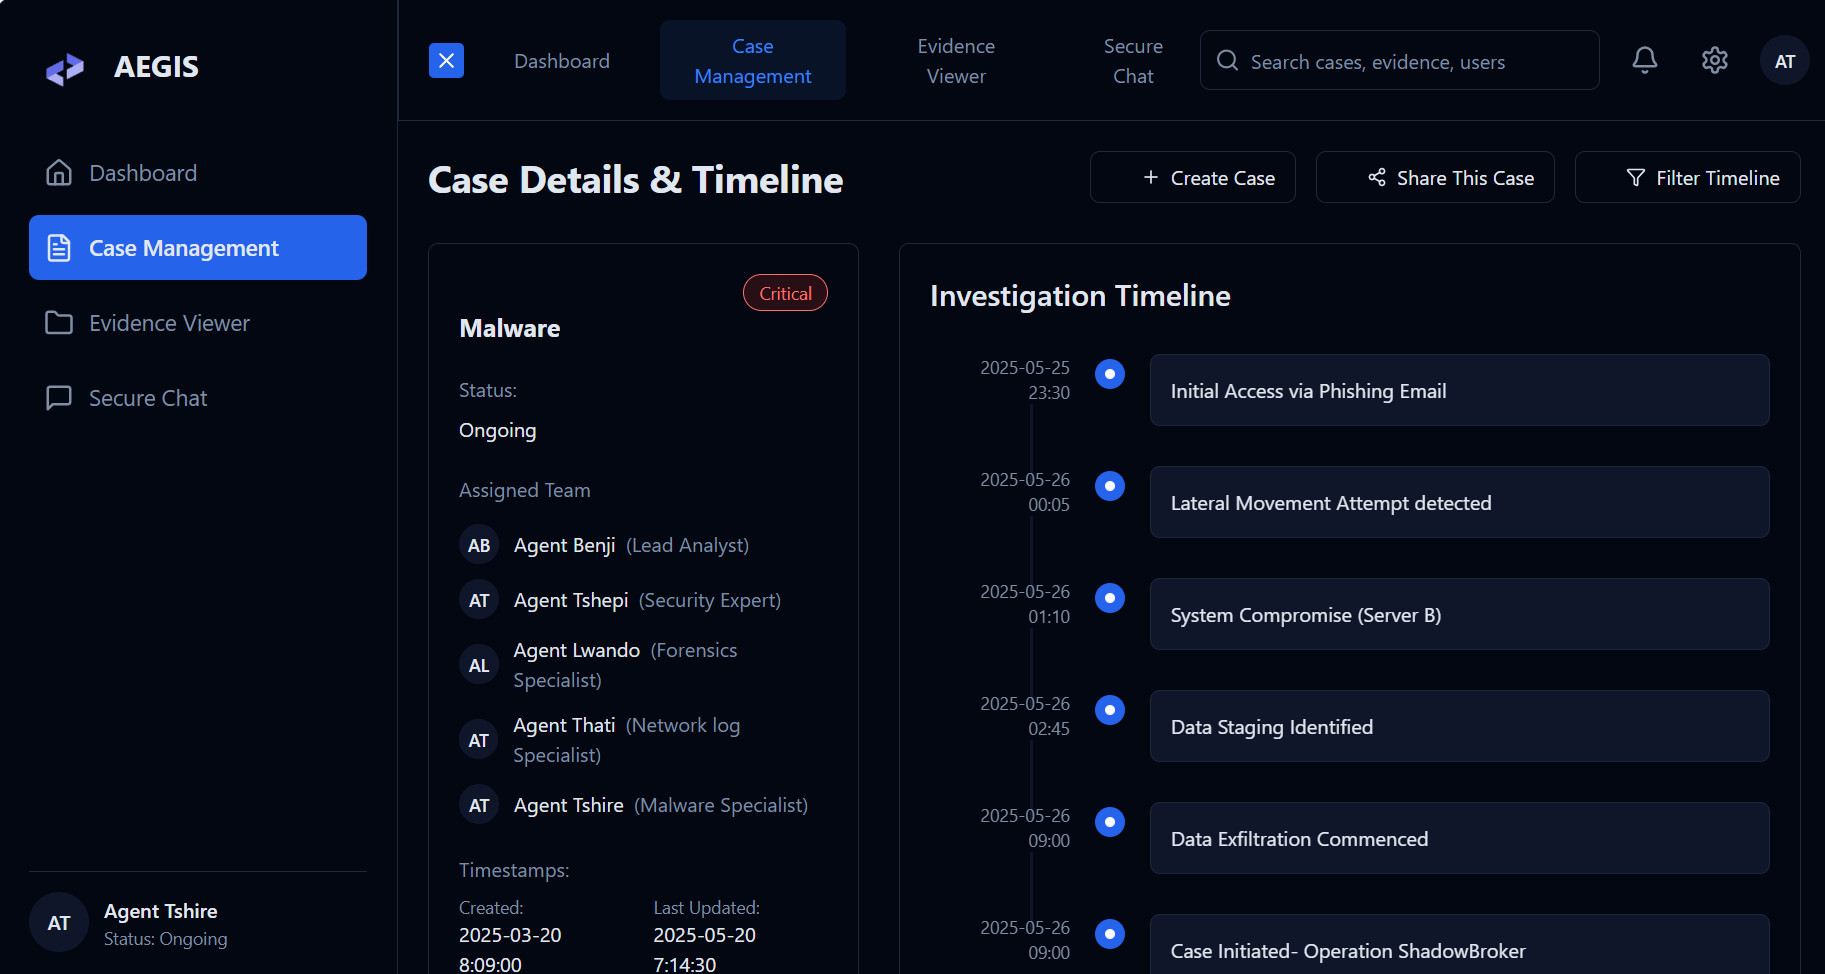 AEGIS
Dashboard
Case Management
Evidence Viewer
Secure Chat
AT
Agent Tshire
Status: Ongoing
Dashboard
Case
Management
Evidence
Viewer
Secure
Chat
Search cases, evidence, users
AT
Case Details & Timeline
+ Create Case
Share This Case
Filter Timeline
Critical
Malware
Status:
Ongoing
Assigned Team
AB Agent Benji (Lead Analyst)
AT Agent Tshepi (Security Expert)
AL Agent Lwando (Forensics
Specialist)
AT Agent Thati (Network log
Specialist)
AT Agent Tshire (Malware Specialist)
Timestamps:
Created:
2025-03-20
8:09:00
Last Updated:
2025-05-20
7:14:30
Investigation Timeline
2025-05-25
23:30
Initial Access via Phishing Email
2025-05-26
00:05
Lateral Movement Attempt detected
2025-05-26
01:10
System Compromise (Server B)
2025-05-26
02:45
Data Staging Identified
2025-05-26
09:00
Data Exfiltration Commenced
2025-05-26
09:00
Case Initiated- Operation ShadowBroker